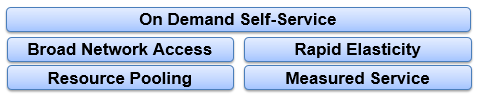 On Demand Self-Service
Broad Network Access
Rapid Elasticity
Resource Pooling
Measured Service